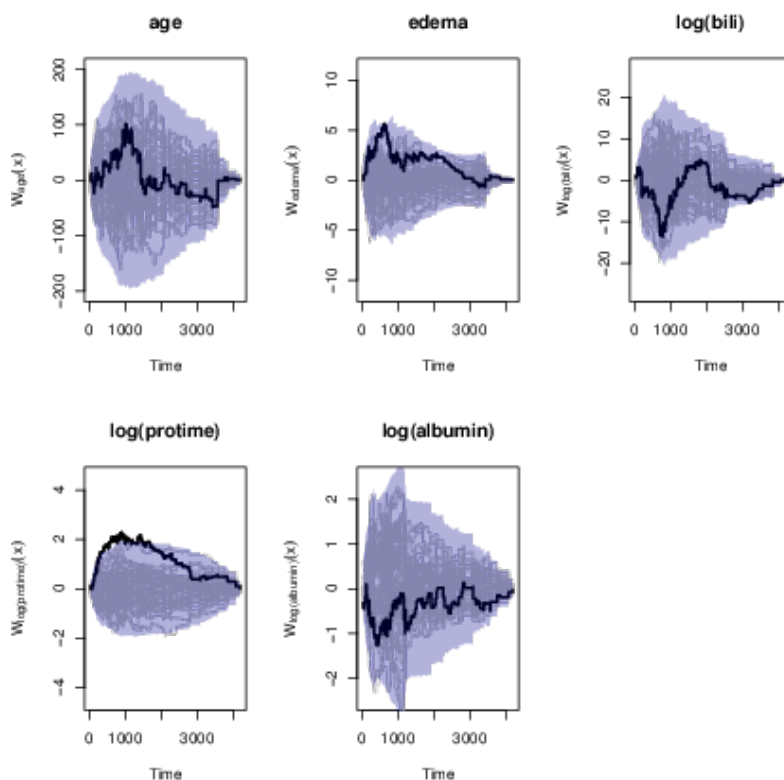 age edema log(bili)
200
100
0
−100
−200
W_age(x)
0 1000 3000
Time
10
5
0
−5
−10
W_edema(x)
0 1000 3000
Time
20
10
0
−10
−20
W_log(bili)(x)
0 1000 3000
Time
log(protime) log(albumin)
4
2
0
−2
−4
W_log(protime)(x)
0 1000 3000
Time
2
1
0
−1
−2
W_log(albumin)(x)
0 1000 3000
Time